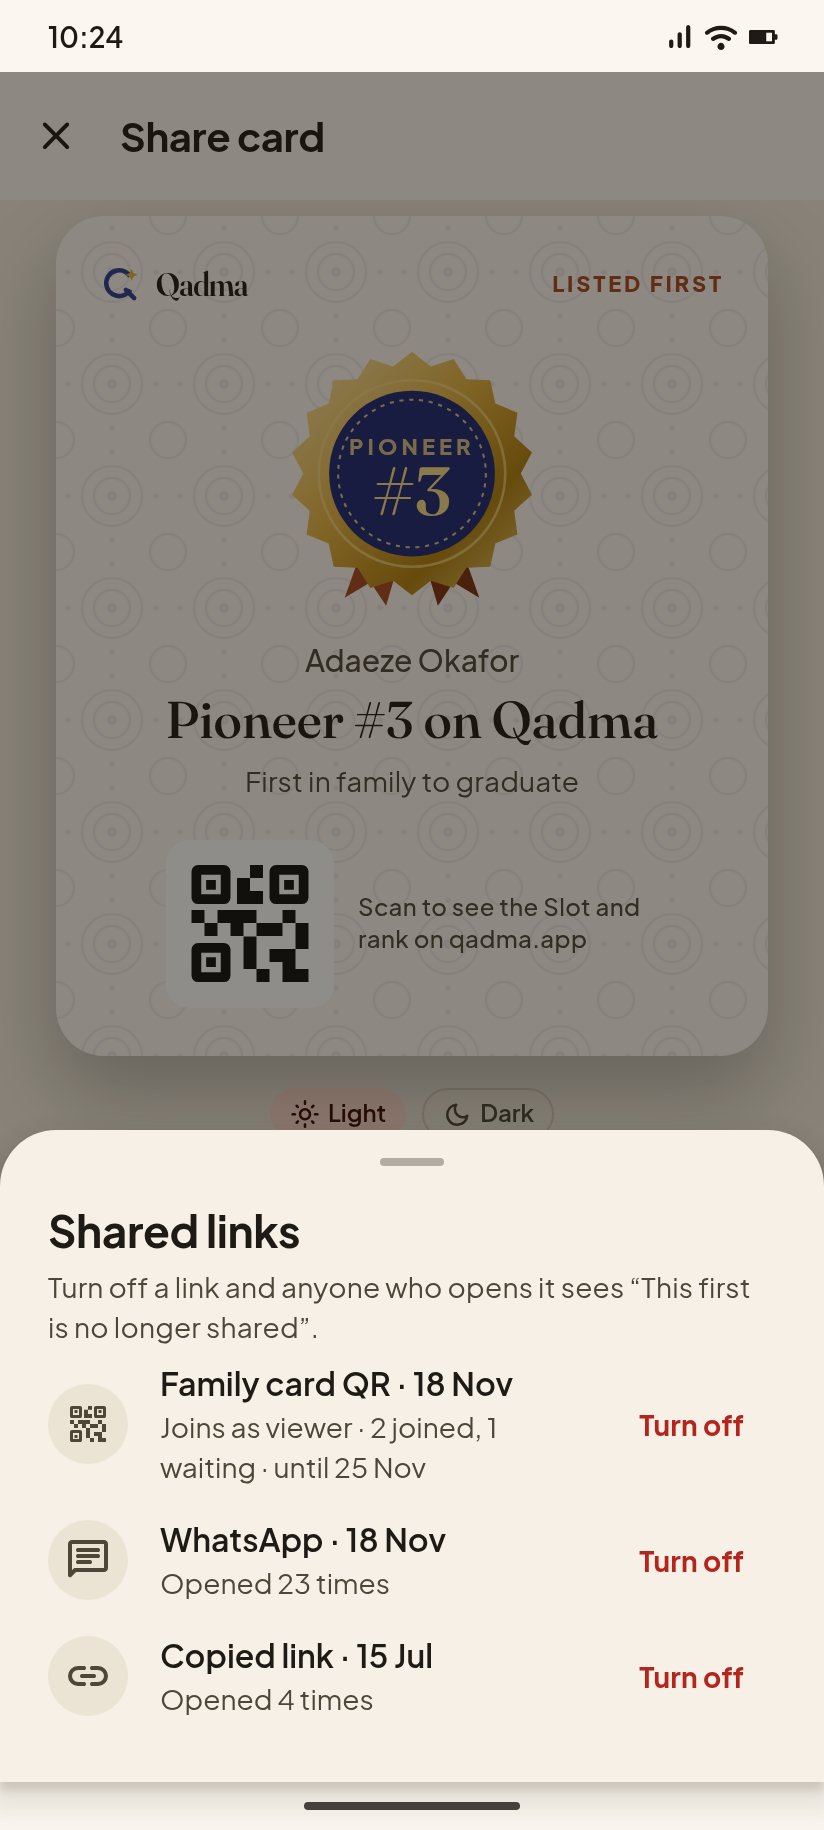 10:24
Share card
Qadma
LISTED FIRST
PIONEER
#3
Adaeze Okafor
Pioneer #3 on Qadma
First in family to graduate
Scan to see the Slot and
rank on qadma.app
Light
Dark
Shared links
Turn off a link and anyone who opens it sees “This first
is no longer shared”.
Family card QR · 18 Nov
Joins as viewer · 2 joined, 1
waiting · until 25 Nov
Turn off
WhatsApp · 18 Nov
Opened 23 times
Turn off
Copied link · 15 Jul
Opened 4 times
Turn off